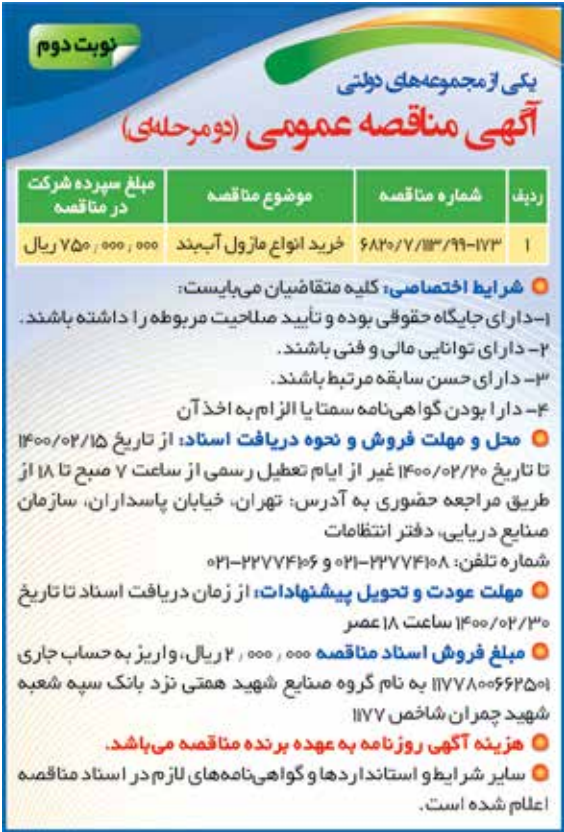 نوبت دوم
یکی از مجموعه‌های دولتی
آگهی مناقصه عمومی (دو مرحله‌ای)
ردیف شماره مناقصه موضوع مناقصه مبلغ سپرده شرکت در مناقصه
۱ ۶۸۲۰/۷/۱۱۳/۹۹-۱۷۳ خرید انواع ماژول آب‌بند ۷۵۰,۰۰۰,۰۰۰ ریال
شرایط اختصاصی: کلیه متقاضیان می‌بایست:
۱-دارای جایگاه حقوقی بوده و تأیید صلاحیت مربوطه را داشته باشند.
۲- دارای توانایی مالی و فنی باشند.
۳- دارای حسن سابقه مرتبط باشند.
۴- دارا بودن گواهی‌نامه سمتا یا الزام به اخذ آن
محل و مهلت فروش و نحوه دریافت اسناد: از تاریخ ۱۴۰۰/۰۲/۱۵
تا تاریخ ۱۴۰۰/۰۲/۲۰ غیر از ایام تعطیل رسمی از ساعت ۷ صبح تا ۱۸ از
طریق مراجعه حضوری به آدرس: تهران، خیابان پاسداران، سازمان
صنایع دریایی، دفتر انتظامات
شماره تلفن: ۲۲۷۷۴۱۰۸-۰۲۱ و ۲۲۷۷۴۱۰۶-۰۲۱
مهلت عودت و تحویل پیشنهادات: از زمان دریافت اسناد تا تاریخ
۱۴۰۰/۰۲/۳۰ ساعت ۱۸ عصر
مبلغ فروش اسناد مناقصه ۲,۰۰۰,۰۰۰ ریال، واریز به حساب جاری
۱۱۷۷۸۰۰۶۶۲۵۰۱ به نام گروه صنایع شهید همتی نزد بانک سپه شعبه
شهید چمران شاخص ۱۱۷۷
هزینه آگهی روزنامه به عهده برنده مناقصه می‌باشد.
سایر شرایط و استانداردها و گواهی‌نامه‌های لازم در اسناد مناقصه
اعلام شده است.